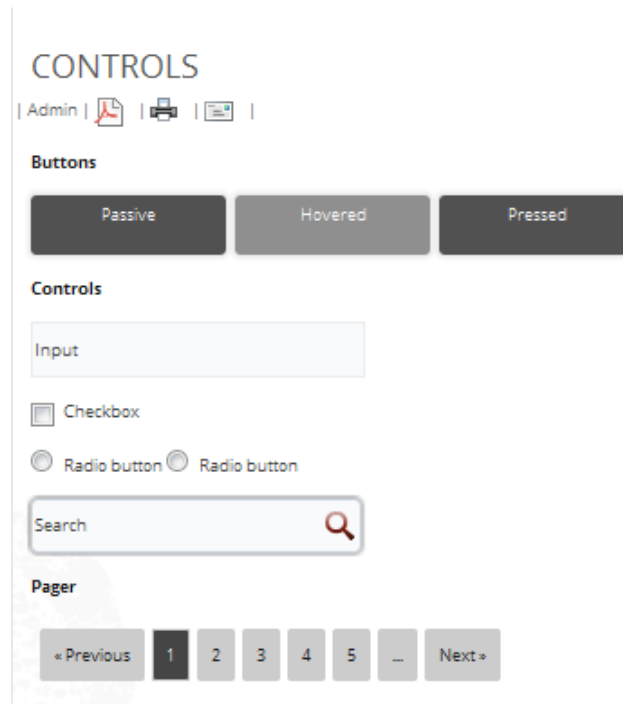 CONTROLS
| Admin | | | |
Buttons
Passive Hovered Pressed
Controls
Input
Checkbox
Radio button Radio button
Search
Pager
« Previous 1 2 3 4 5 ... Next »